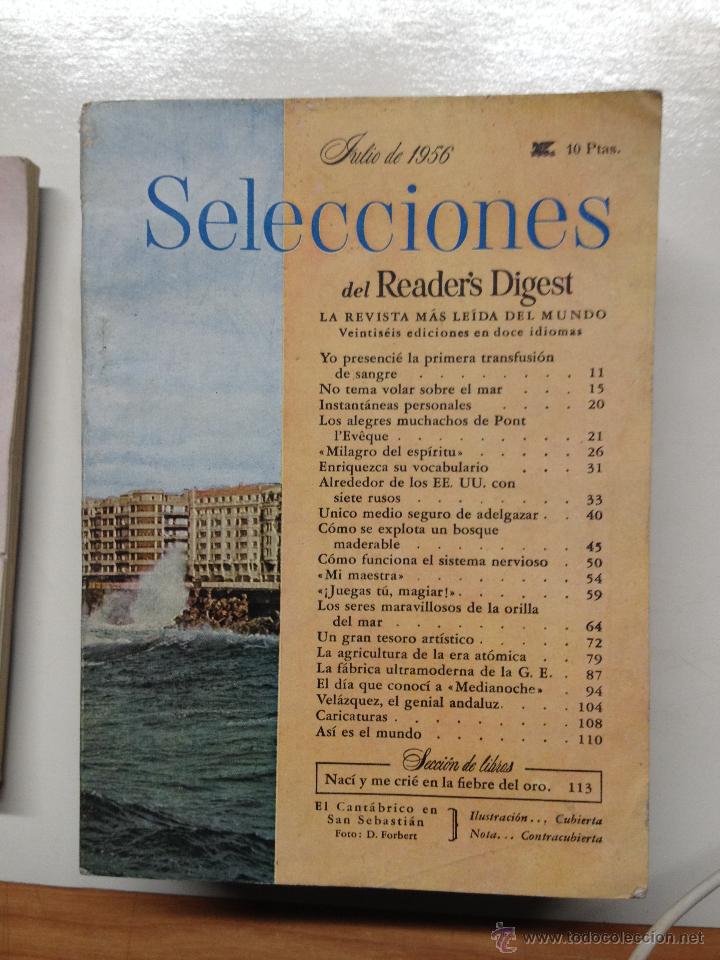 Julio de 1956 10 Ptas.
Selecciones
del Reader's Digest
LA REVISTA MÁS LEÍDA DEL MUNDO
Veintiséis ediciones en doce idiomas
Yo presencié la primera transfusión
de sangre . . . . . . . . 11
No tema volar sobre el mar . . . 15
Instantáneas personales . . . . 20
Los alegres muchachos de Pont
l'Evêque . . . . . . . . . 21
«Milagro del espíritu» . . . . . 26
Enriquezca su vocabulario . . . 31
Alrededor de los EE. UU. con
siete rusos . . . . . . . . 33
Unico medio seguro de adelgazar . . 40
Cómo se explota un bosque
maderable . . . . . . . . 45
Cómo funciona el sistema nervioso . 50
«Mi maestra» . . . . . . . . 54
«¡Juegas tú, magiar!» . . . . . 59
Los seres maravillosos de la orilla
del mar . . . . . . . . . 64
Un gran tesoro artístico . . . . . 72
La agricultura de la era atómica . . 79
La fábrica ultramoderna de la G. E. . 87
El día que conocí a «Medianoche» . 94
Velázquez, el genial andaluz. . . . 104
Caricaturas . . . . . . . . . 108
Así es el mundo . . . . . . . 110
Sección de libros
Nací y me crié en la fiebre del oro. 113
El Cantábrico en
San Sebastián
Foto: D. Forbert
Ilustración... Cubierta
Nota... Contracubierta
www.todocoleccion.net